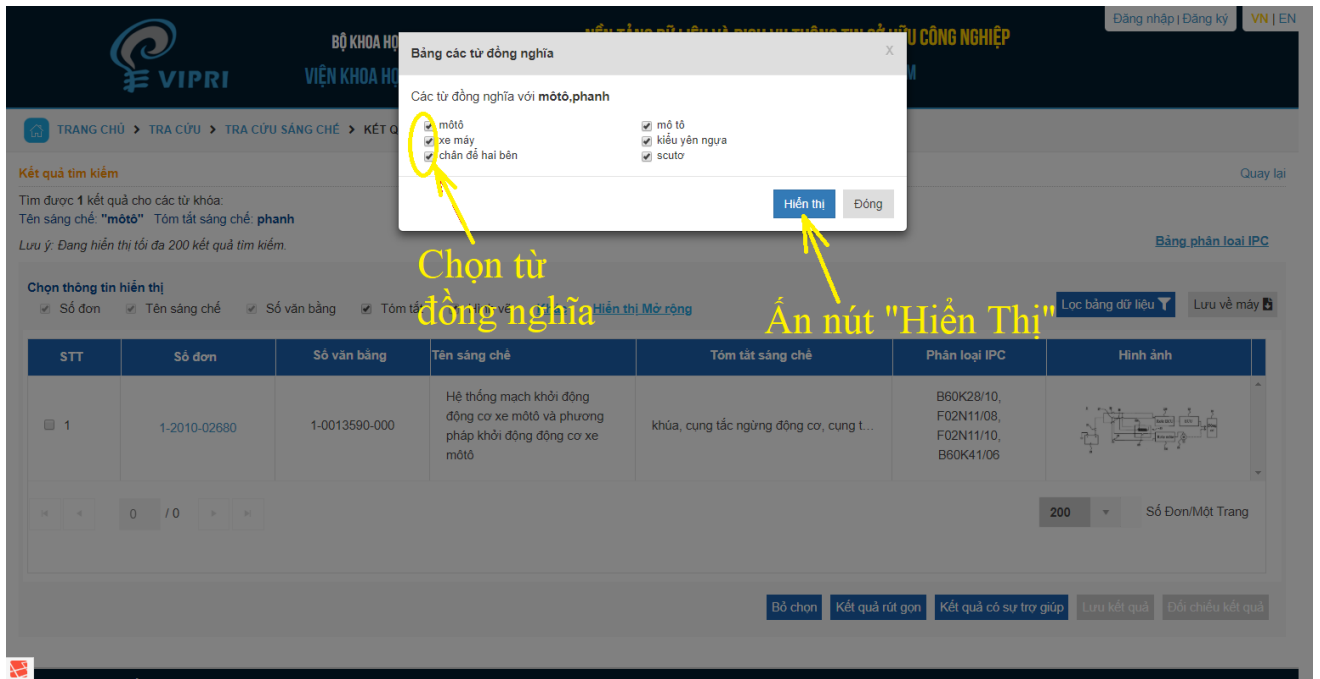 Đăng nhập | Đăng ký VN | EN
BỘ KHOA HỌ
ỮU CÔNG NGHIỆP
VIPRI
VIỆN KHOA HỌ
M
Bảng các từ đồng nghĩa X
Các từ đồng nghĩa với môtô,phanh
môtô mô tô
xe máy kiểu yên ngựa
chân để hai bên scutơ
Hiển thị Đóng
TRANG CHỦ > TRA CỨU > TRA CỨU SÁNG CHẾ > KẾT Q
Kết quả tìm kiếm Quay lại
Tìm được 1 kết quả cho các từ khóa:
Tên sáng chế: "môtô" Tóm tắt sáng chế: phanh
Lưu ý: Đang hiển thị tối đa 200 kết quả tìm kiếm.
Bảng phân loại IPC
Chọn từ
đồng nghĩa
Ấn nút "Hiển Thị"
Chọn thông tin hiển thị
Số đơn Tên sáng chế Số văn bằng Tóm tắ Hiển thị Mở rộng
Lọc bảng dữ liệu Lưu về máy
STT Số đơn Số văn bằng Tên sáng chế Tóm tắt sáng chế Phân loại IPC Hình ảnh
1 1-2010-02680 1-0013590-000
Hệ thống mạch khởi động
động cơ xe môtô và phương
pháp khởi động động cơ xe
môtô
khúa, cụng tắc ngừng động cơ, cụng t...
B60K28/10,
F02N11/08,
F02N11/10,
B60K41/06
0 / 0 200 Số Đơn/Một Trang
Bỏ chọn Kết quả rút gọn Kết quả có sự trợ giúp Lưu kết quả Đối chiếu kết quả